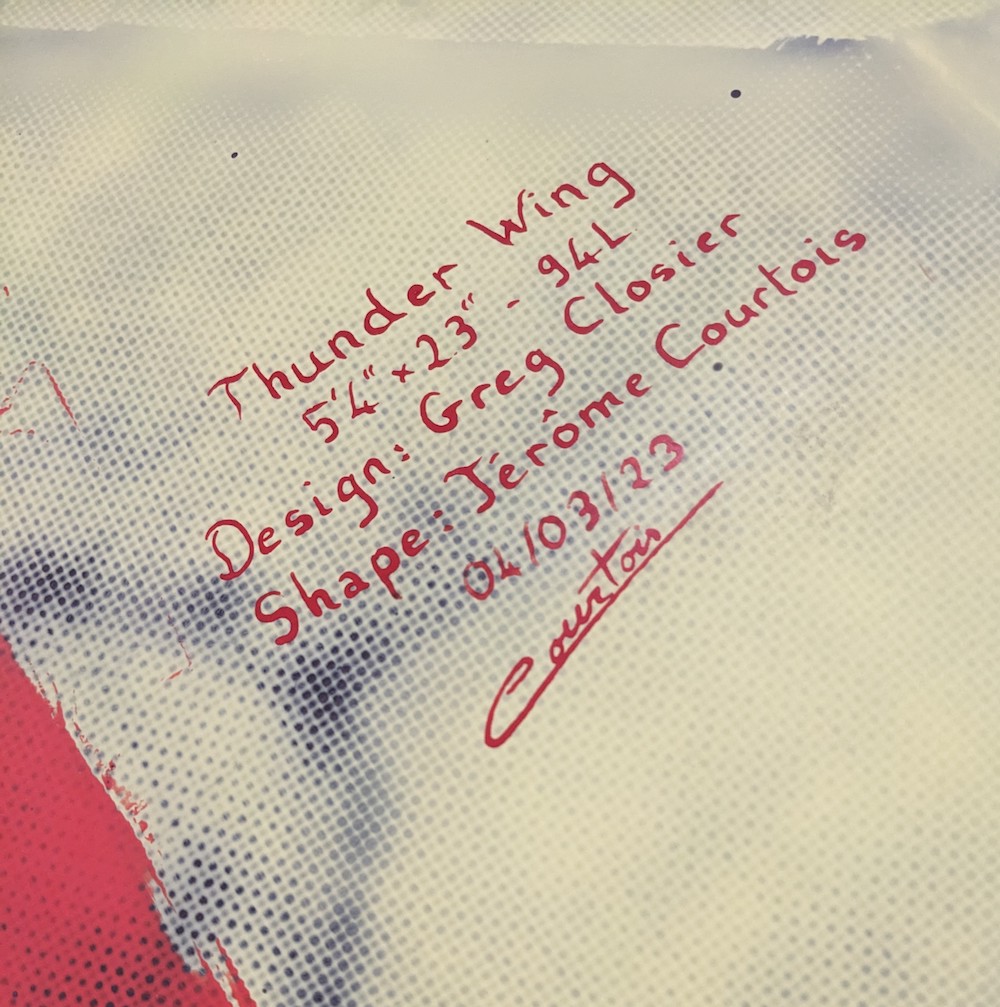 Thunder Wing
5'4" x 23" - 94L
Design: Greg Closier
Shape: Jérôme Courtois
04/03/23
Courtois